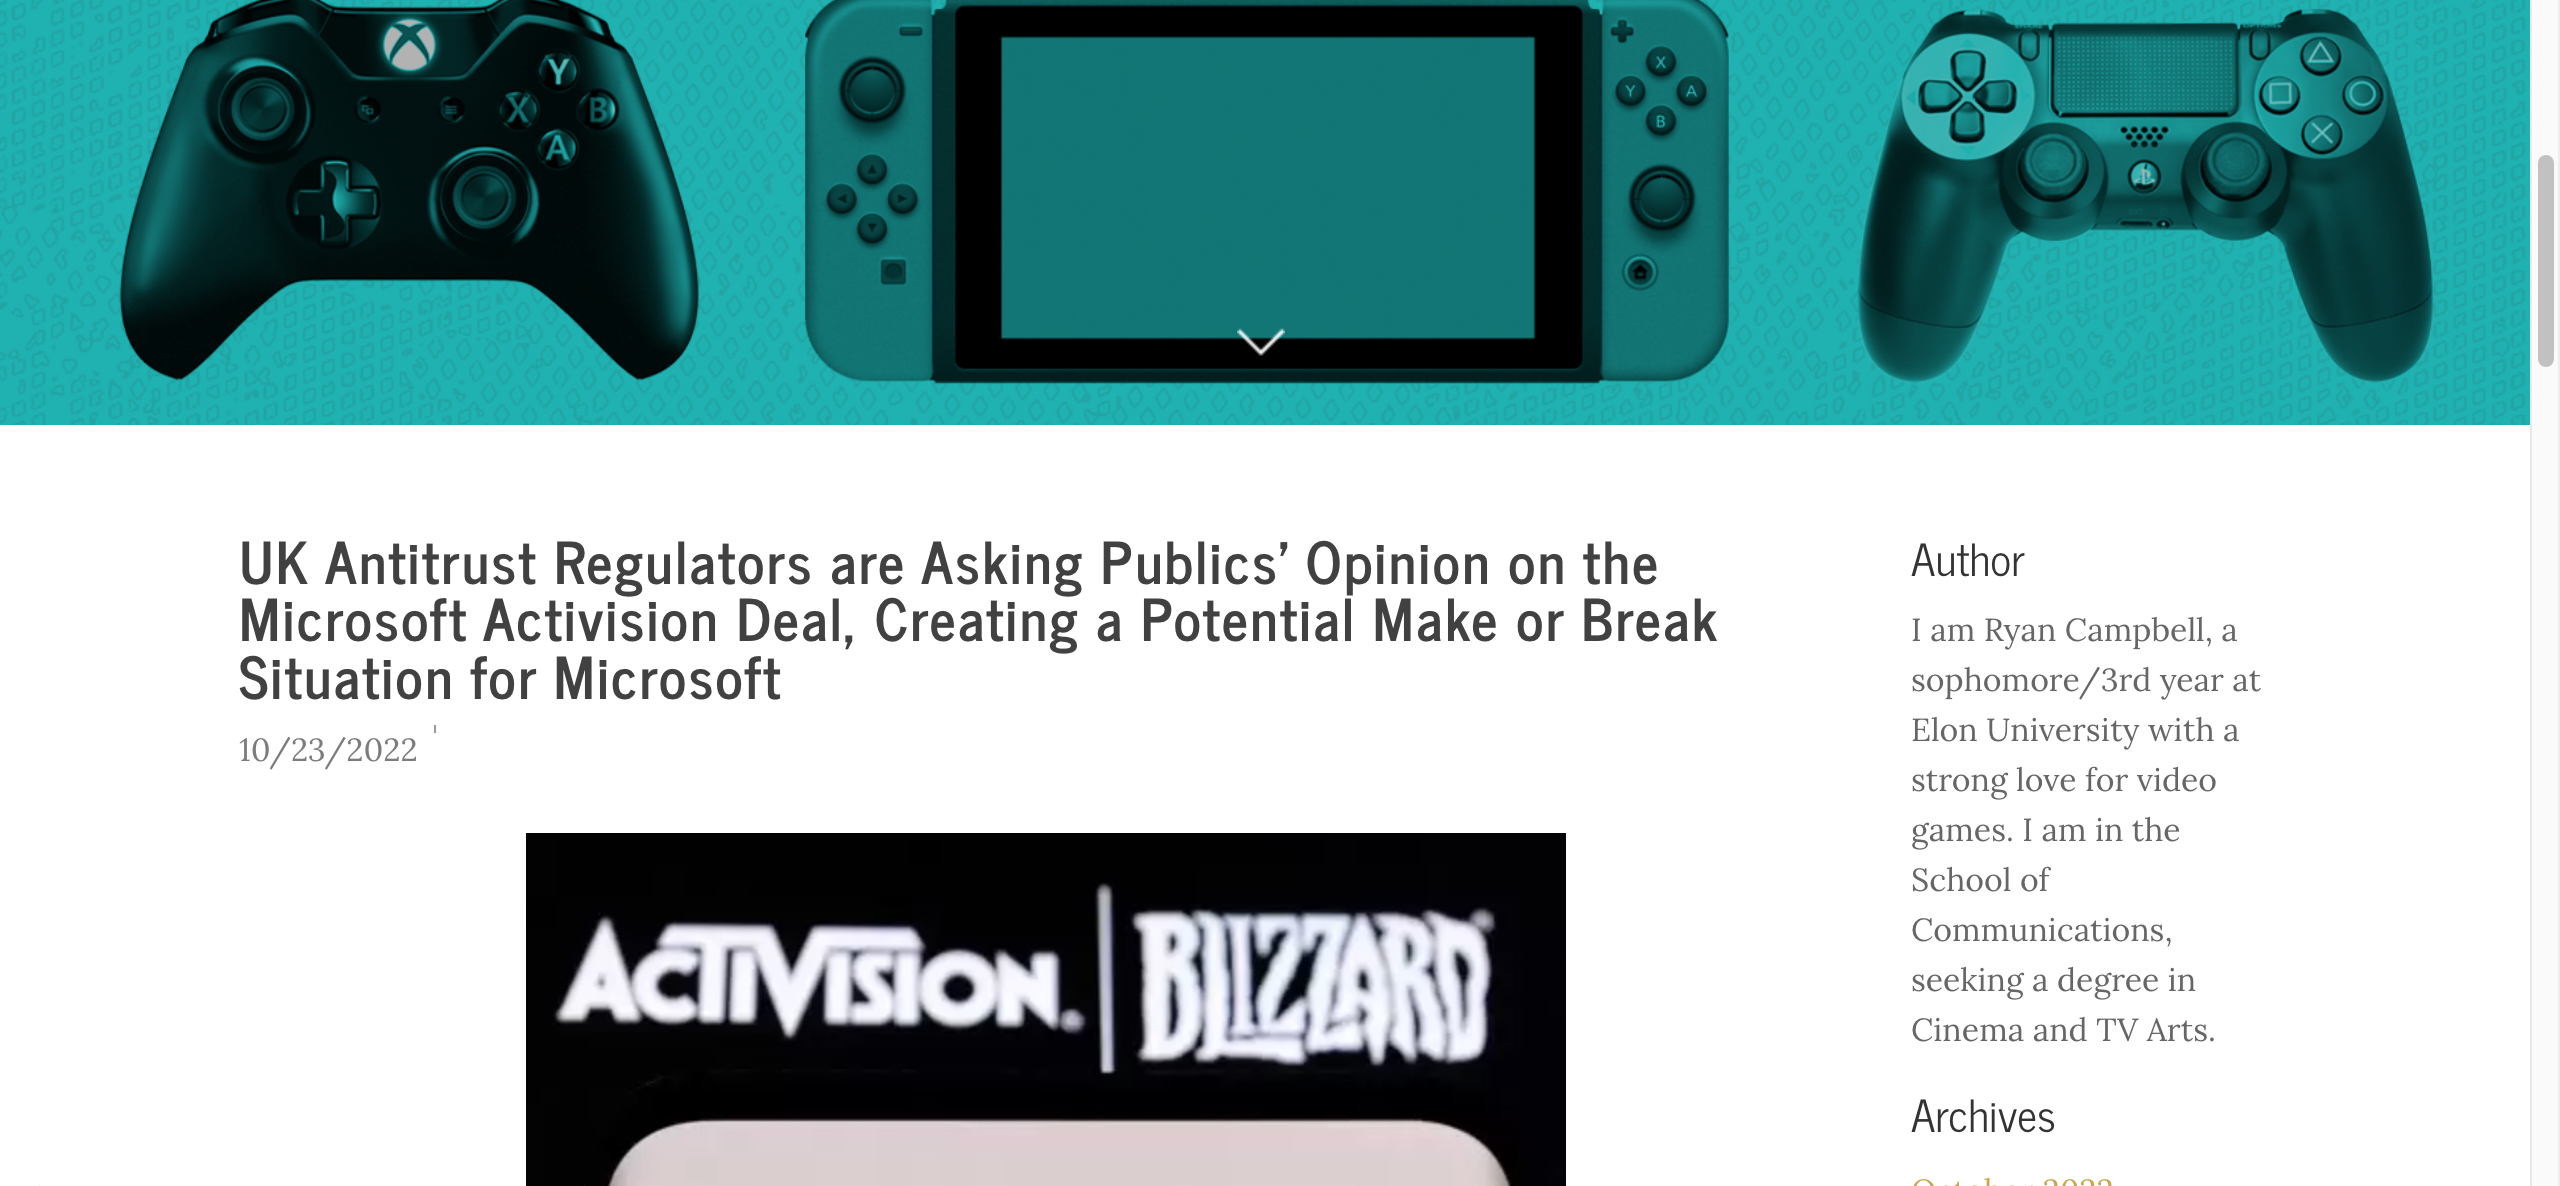 Y
X
B
A
X
Y
A
B
UK Antitrust Regulators are Asking Publics' Opinion on the
Microsoft Activision Deal, Creating a Potential Make or Break
Situation for Microsoft
10/23/2022
ACTIVISION. | BLIZZARD®
Author
I am Ryan Campbell, a
sophomore/3rd year at
Elon University with a
strong love for video
games. I am in the
School of
Communications,
seeking a degree in
Cinema and TV Arts.
Archives
October 2022